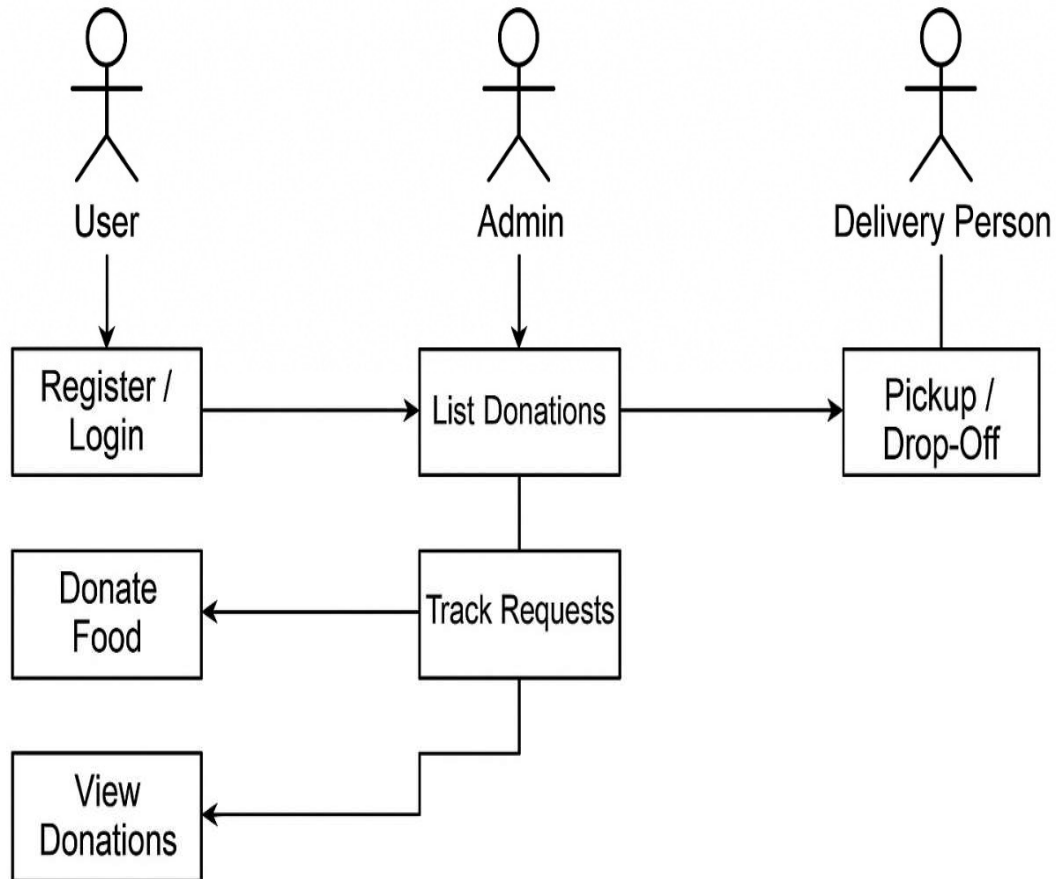 User
Admin
Delivery Person
Register /
Login
List Donations
Pickup /
Drop-Off
Donate
Food
Track Requests
View
Donations